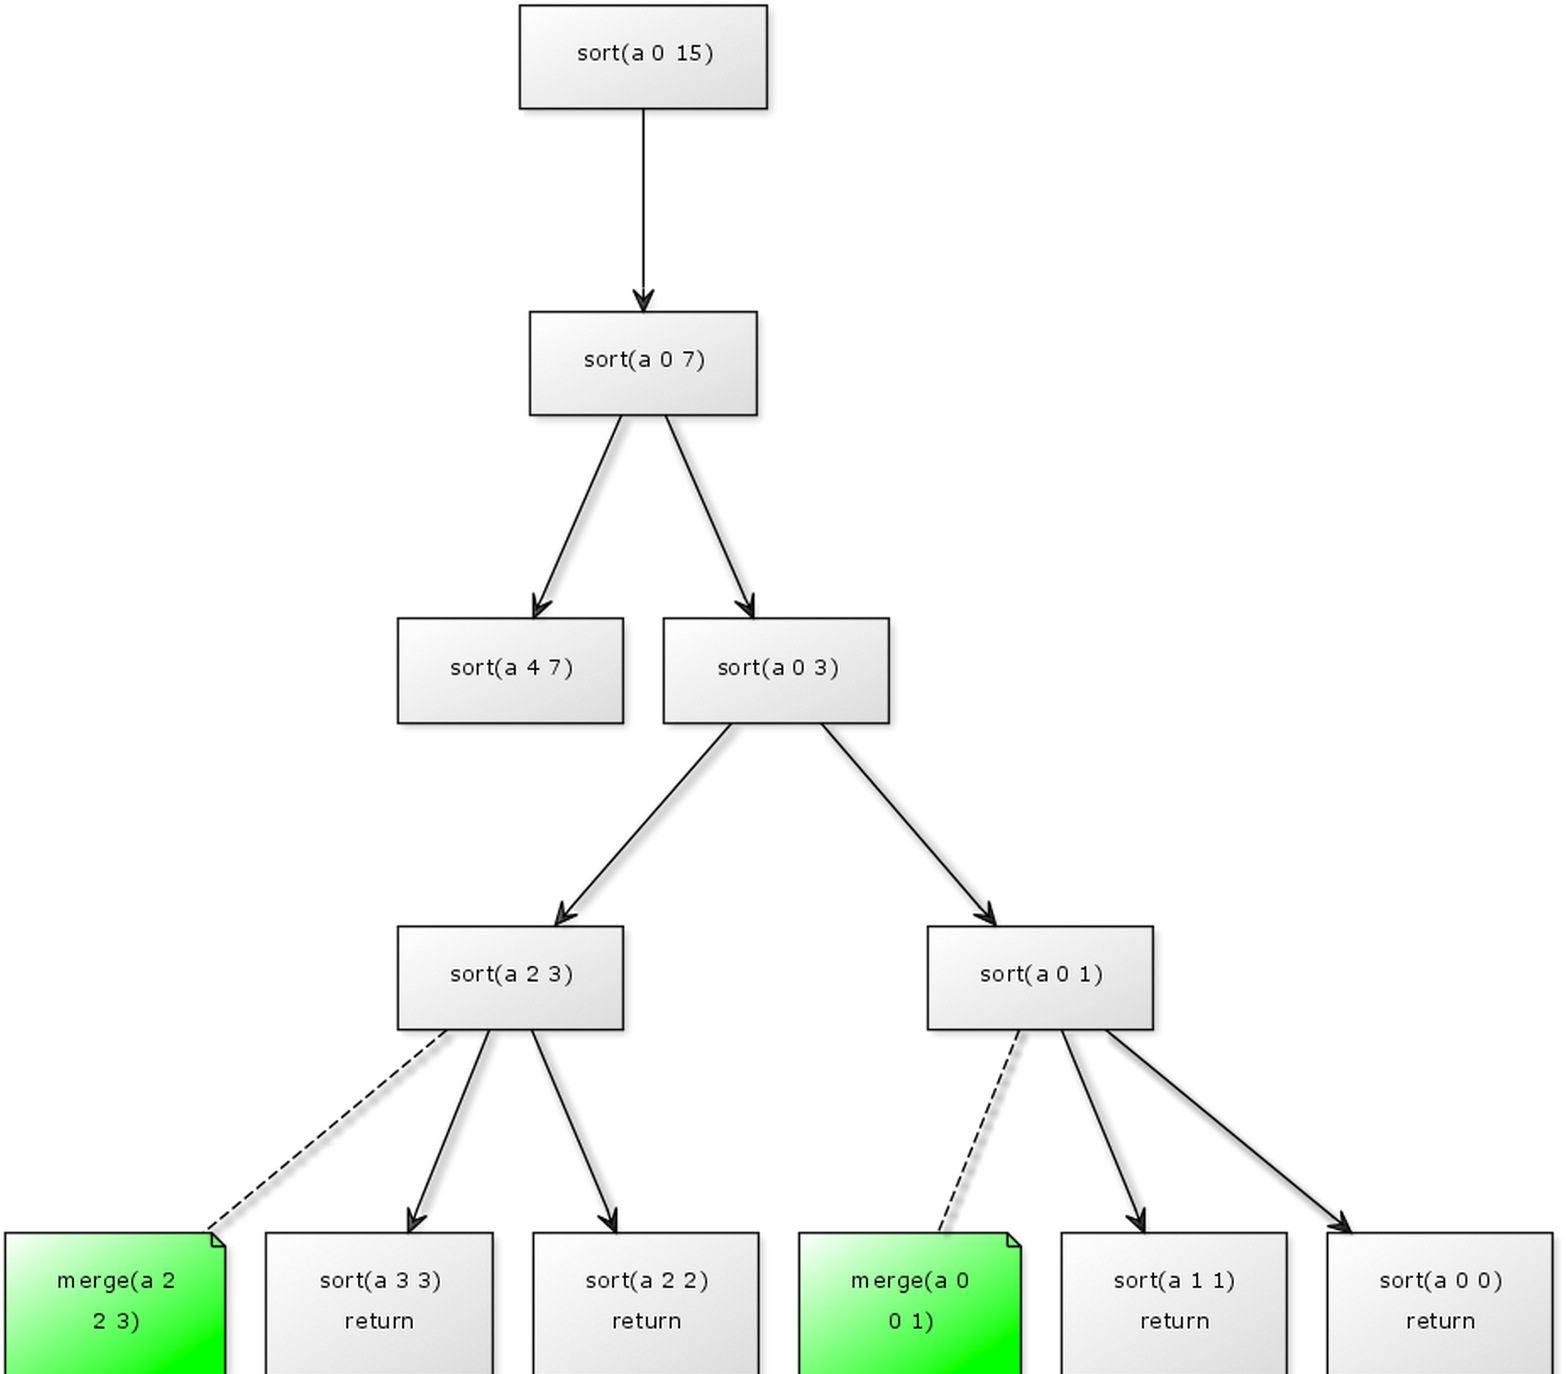 sort(a 0 15)
sort(a 0 7)
sort(a 4 7)
sort(a 0 3)
sort(a 2 3)
sort(a 0 1)
merge(a 2
2 3)
sort(a 3 3)
return
sort(a 2 2)
return
merge(a 0
0 1)
sort(a 1 1)
return
sort(a 0 0)
return